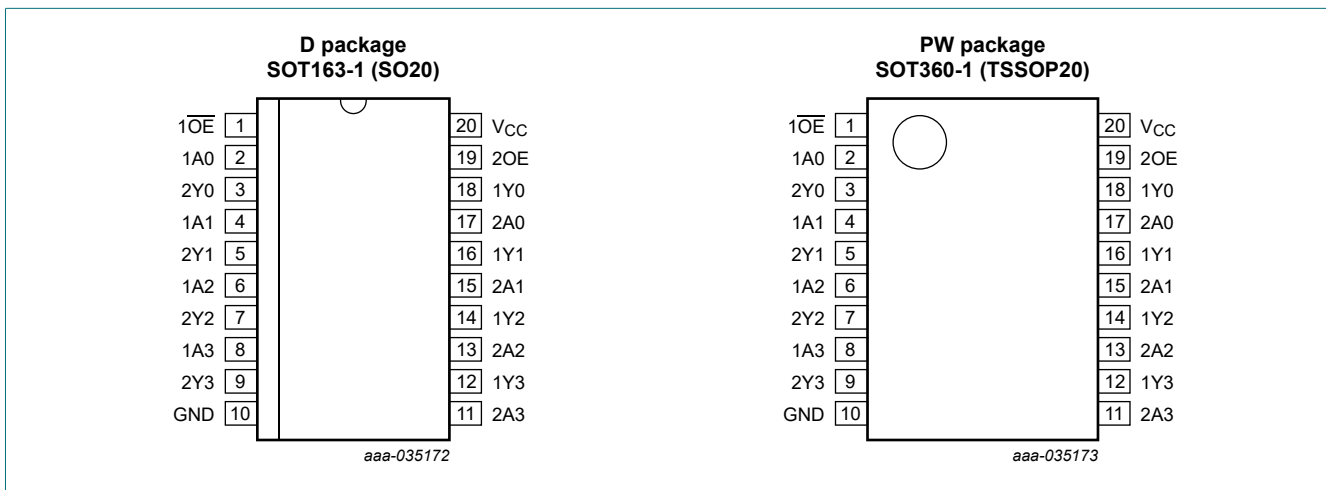 D package
SOT163-1 (SO20)
1O̅E̅ 1 20 VCC
1A0 2 19 2OE
2Y0 3 18 1Y0
1A1 4 17 2A0
2Y1 5 16 1Y1
1A2 6 15 2A1
2Y2 7 14 1Y2
1A3 8 13 2A2
2Y3 9 12 1Y3
GND 10 11 2A3
aaa-035172
PW package
SOT360-1 (TSSOP20)
1O̅E̅ 1 20 VCC
1A0 2 19 2OE
2Y0 3 18 1Y0
1A1 4 17 2A0
2Y1 5 16 1Y1
1A2 6 15 2A1
2Y2 7 14 1Y2
1A3 8 13 2A2
2Y3 9 12 1Y3
GND 10 11 2A3
aaa-035173